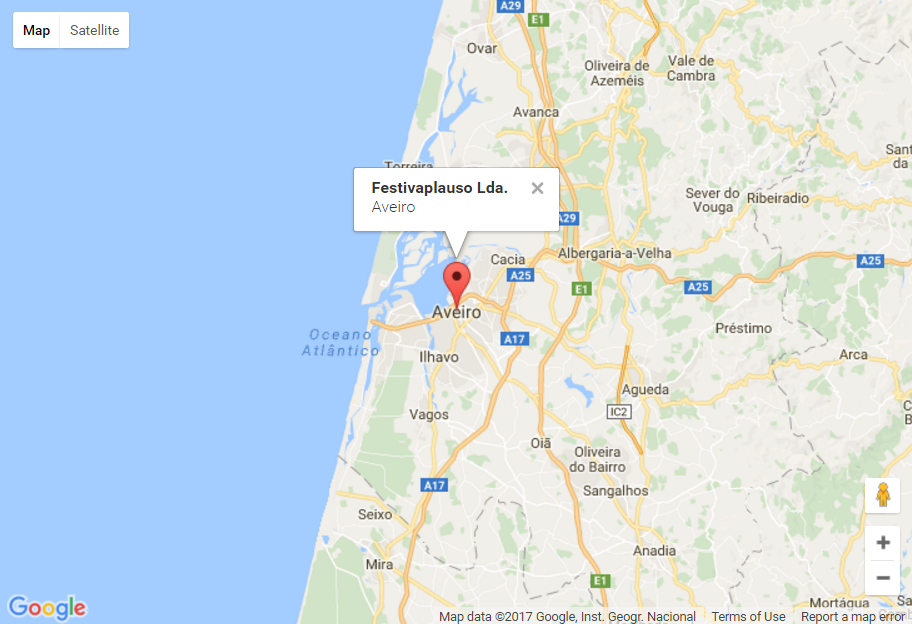 A29
E1
Map
Satellite
Ovar
Oliveira de
Azeméis
Vale de
Cambra
Avanca
Torreira
Festivaplauso Lda.
Aveiro
Sever do
Vouga
Ribeiradio
A29
Albergaria-a-Velha
Cacia
A25
A25
E1
A25
Aveiro
Oceano
Atlântico
A17
Préstimo
Ilhavo
Arca
Agueda
IC2
Vagos
Oiã
Oliveira
do Bairro
A17
Sangalhos
Seixo
Anadia
Mira
E1
Mortágua
Google
Map data ©2017 Google, Inst. Geogr. Nacional
Terms of Use
Report a map error